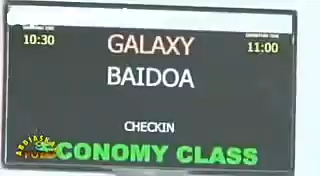 10:30
11:00
GALAXY
BAIDOA
CHECKIN
ECONOMY CLASS